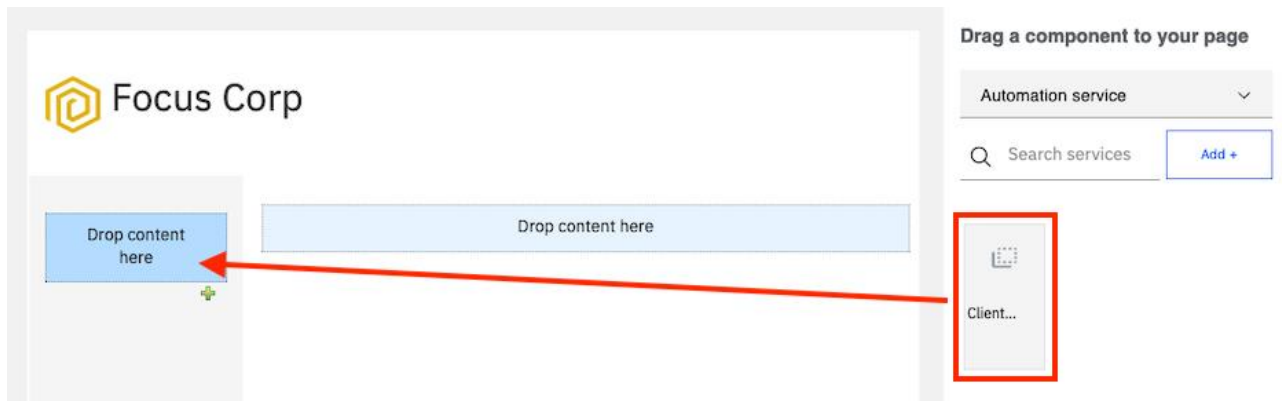 Drag a component to your page
Focus Corp
Automation service
Search services
Add +
Drop content
here
Drop content here
Client...